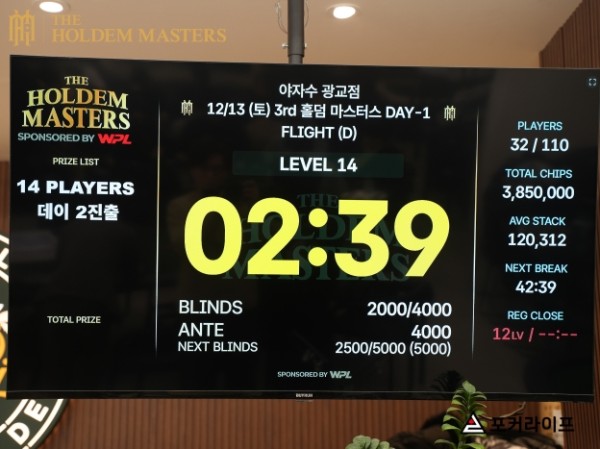 THE
HOLDEM MASTERS
THE
HOLDEM
MASTERS
SPONSORED BY WPL
PRIZE LIST
14 PLAYERS
데이 2진출
TOTAL PRIZE
야자수 광교점
12/13 (토) 3rd 홀덤 마스터스 DAY-1
FLIGHT (D)
LEVEL 14
THE
HOLDEM
MASTERS
02:39
BLINDS 2000/4000
ANTE 4000
NEXT BLINDS 2500/5000 (5000)
SPONSORED BY WPL
PLAYERS
32 / 110
TOTAL CHIPS
3,850,000
AVG STACK
120,312
NEXT BREAK
42:39
REG CLOSE
12LV / --:--
포커라이프